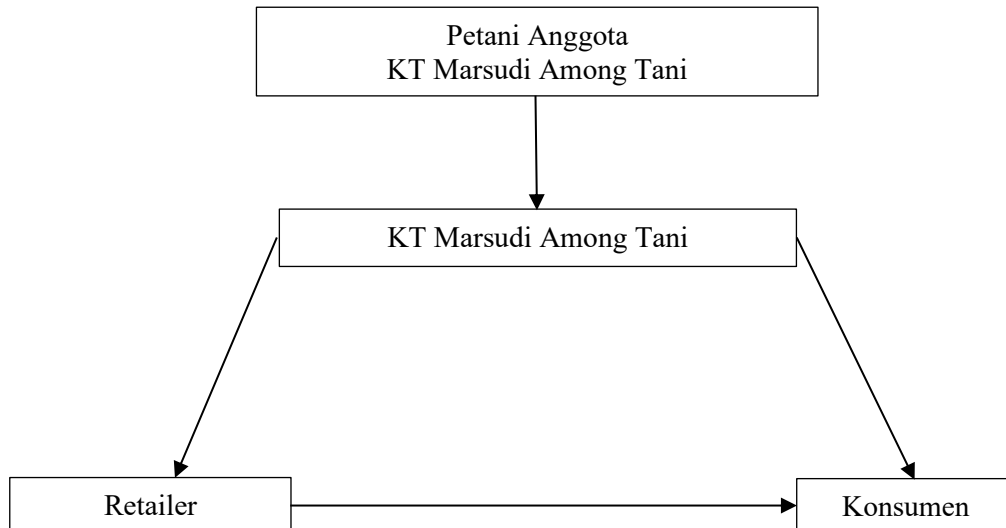 Petani Anggota
KT Marsudi Among Tani
KT Marsudi Among Tani
Retailer
Konsumen